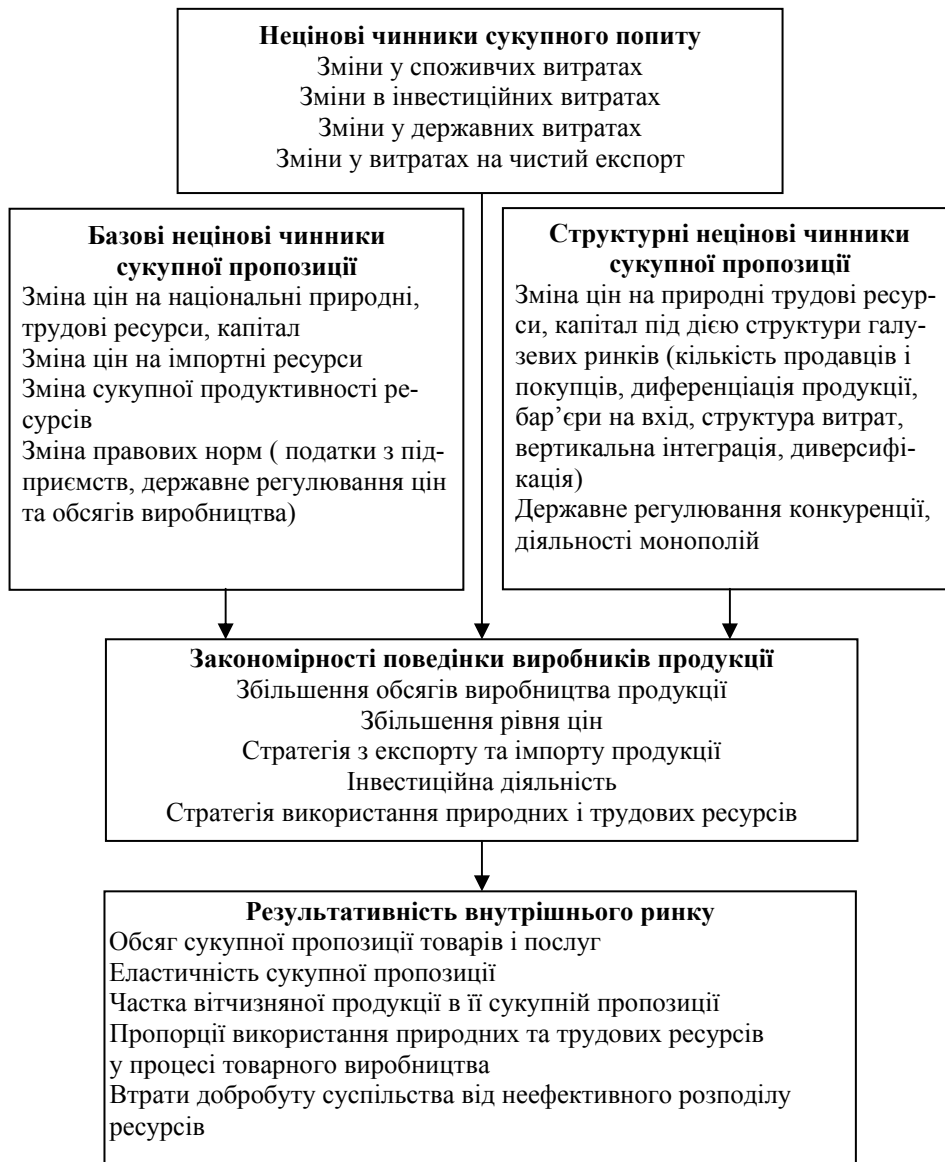 Нецінові чинники сукупного попиту
Зміни у споживчих витратах
Зміни в інвестиційних витратах
Зміни у державних витратах
Зміни у витратах на чистий експорт
Базові нецінові чинники
сукупної пропозиції
Зміна цін на національні природні,
трудові ресурси, капітал
Зміна цін на імпортні ресурси
Зміна сукупної продуктивності ре-
сурсів
Зміна правових норм ( податки з під-
приємств, державне регулювання цін
та обсягів виробництва)
Структурні нецінові чинники
сукупної пропозиції
Зміна цін на природні трудові ресур-
си, капітал під дією структури галу-
зевих ринків (кількість продавців і
покупців, диференціація продукції,
бар’єри на вхід, структура витрат,
вертикальна інтеграція, диверсифі-
кація)
Державне регулювання конкуренції,
діяльності монополій
Закономірності поведінки виробників продукції
Збільшення обсягів виробництва продукції
Збільшення рівня цін
Стратегія з експорту та імпорту продукції
Інвестиційна діяльність
Стратегія використання природних і трудових ресурсів
Результативність внутрішнього ринку
Обсяг сукупної пропозиції товарів і послуг
Еластичність сукупної пропозиції
Частка вітчизняної продукції в її сукупній пропозиції
Пропорції використання природних та трудових ресурсів
у процесі товарного виробництва
Втрати добробуту суспільства від неефективного розподілу
ресурсів